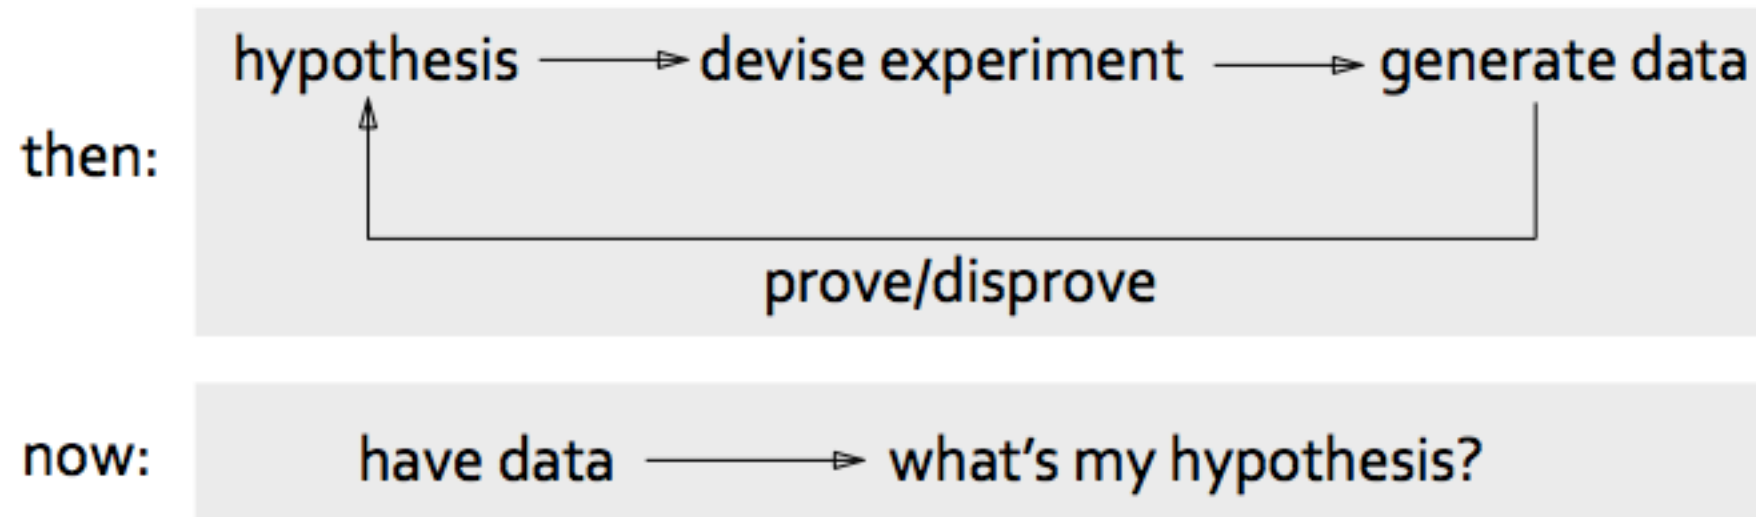 hypothesis devise experiment generate data
then:
prove/disprove
now: have data what's my hypothesis?